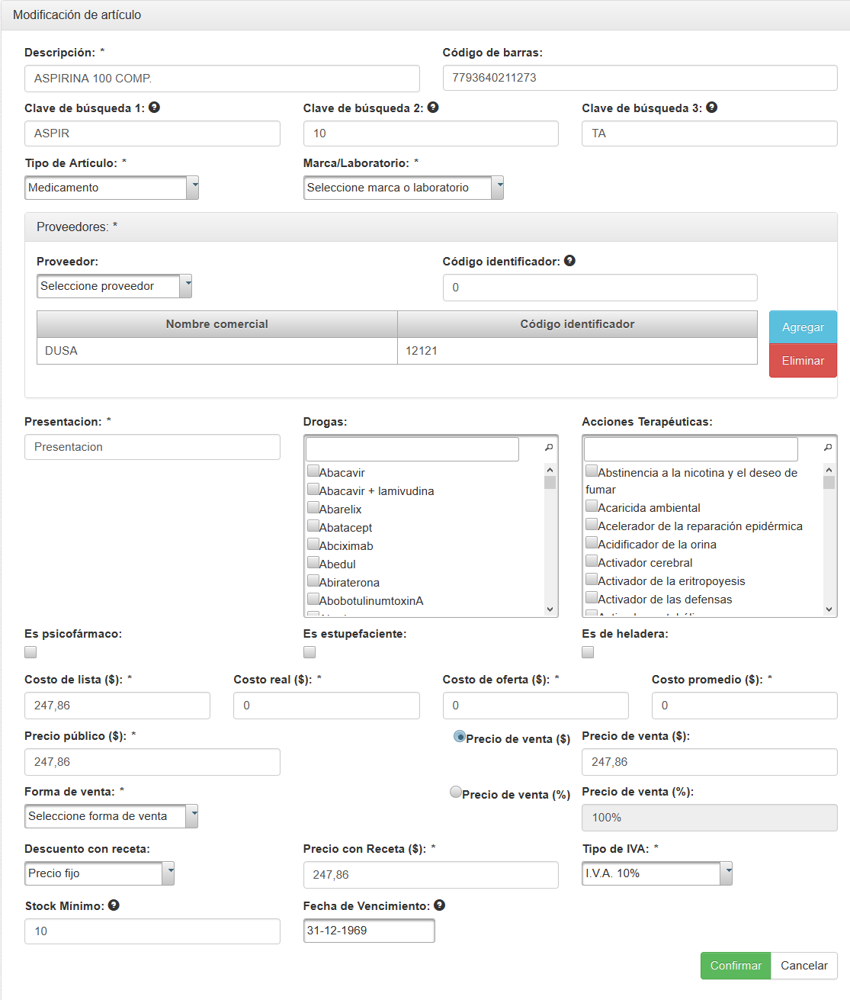 Modificación de artículo
Descripción: *
Código de barras:
ASPIRINA 100 COMP.
7793640211273
Clave de búsqueda 1:
Clave de búsqueda 2:
Clave de búsqueda 3:
ASPIR
10
TA
Tipo de Artículo: *
Marca/Laboratorio: *
Medicamento
Seleccione marca o laboratorio
Proveedores: *
Proveedor:
Código identificador:
Seleccione proveedor
0
Nombre comercial
Código identificador
DUSA
12121
Agregar
Eliminar
Presentacion: *
Presentacion
Drogas:
Abacavir
Abacavir + lamivudina
Abarelix
Abatacept
Abciximab
Abedul
Abiraterona
AbobotulinumtoxinA
Acciones Terapéuticas:
Abstinencia a la nicotina y el deseo de
fumar
Acaricida ambiental
Acelerador de la reparación epidérmica
Acidificador de la orina
Activador cerebral
Activador de la eritropoyesis
Activador de las defensas
Es psicofármaco:
Es estupefaciente:
Es de heladera:
Costo de lista ($): *
Costo real ($): *
Costo de oferta ($): *
Costo promedio ($): *
247,86
0
0
0
Precio público ($): *
Precio de venta ($)
Precio de venta ($):
247,86
247,86
Forma de venta: *
Precio de venta (%)
Precio de venta (%):
Seleccione forma de venta
100%
Descuento con receta:
Precio con Receta ($): *
Tipo de IVA: *
Precio fijo
247,86
I.V.A. 10%
Stock Mínimo:
Fecha de Vencimiento:
10
31-12-1969
Confirmar
Cancelar